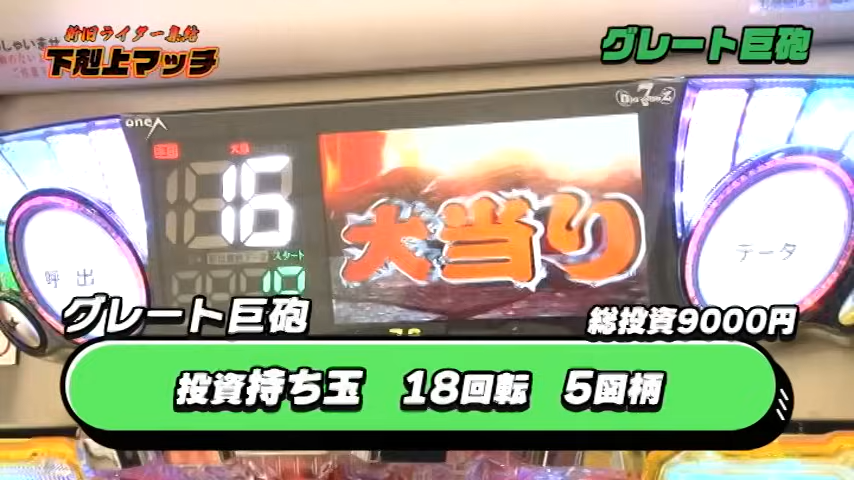 新旧ライダー集結
下剋上マッチ
グレート巨砲
oneA
大当
16
スタート
10
大当り
呼出
データ
グレート巨砲
総投資9000円
投資持ち玉 18回転 5図柄